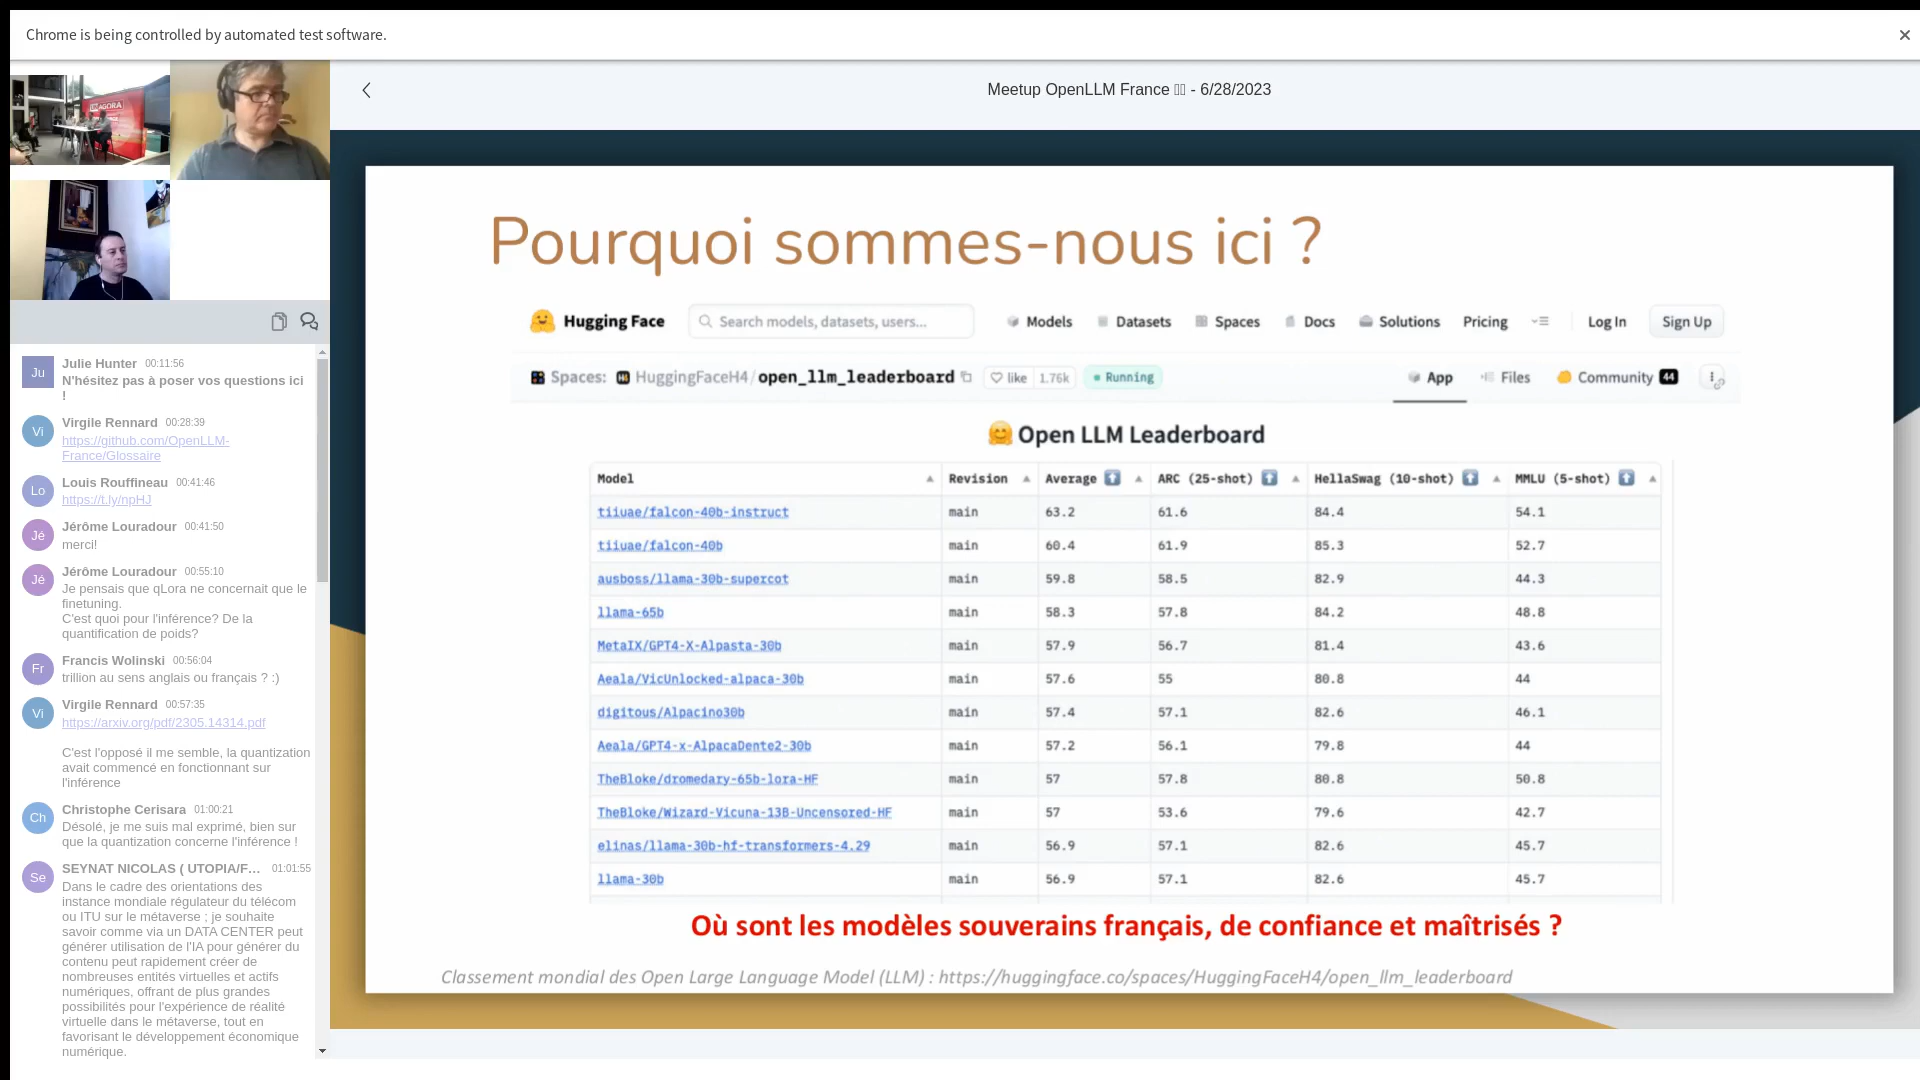 Chrome is being controlled by automated test software.
AGORA
Meetup OpenLLM France - 6/28/2023
Julie Hunter 00:11:56
Ju
N'hésitez pas à poser vos questions ici
!
Virgile Rennard 00:28:39
Vi
https://github.com/OpenLLM-
France/Glossaire
Louis Rouffineau 00:41:46
Lo
https://t.ly/npHJ
Jérôme Louradour 00:41:50
Jé
merci!
Jérôme Louradour 00:55:10
Jé
Je pensais que qLora ne concernait que le
finetuning.
C'est quoi pour l'inférence? De la
quantification de poids?
Francis Wolinski 00:56:04
Fr
trillion au sens anglais ou français ? :)
Virgile Rennard 00:57:35
Vi
https://arxiv.org/pdf/2305.14314.pdf
C'est l'opposé il me semble, la quantization
avait commencé en fonctionnant sur
l'inférence
Christophe Cerisara 01:00:21
Ch
Désolé, je me suis mal exprimé, bien sur
que la quantization concerne l'inférence !
SEYNAT NICOLAS ( UTOPIA/F... 01:01:55
Se
Dans le cadre des orientations des
instance mondiale régulateur du télécom
ou ITU sur le métaverse ; je souhaite
savoir comme via un DATA CENTER peut
générer utilisation de l'IA pour générer du
contenu peut rapidement créer de
nombreuses entités virtuelles et actifs
numériques, offrant de plus grandes
possibilités pour l'expérience de réalité
virtuelle dans le métaverse, tout en
favorisant le développement économique
numérique.
Pourquoi sommes-nous ici ?
Hugging Face Search models, datasets, users... Models Datasets Spaces Docs Solutions Pricing Log In Sign Up
Spaces: HuggingFaceH4/open_llm_leaderboard like 1.76k Running App Files Community 44
Open LLM Leaderboard
Model Revision Average ARC (25-shot) HellaSwag (10-shot) MMLU (5-shot)
tiiuae/falcon-40b-instruct main 63.2 61.6 84.4 54.1
tiiuae/falcon-40b main 60.4 61.9 85.3 52.7
ausboss/llama-30b-supercot main 59.8 58.5 82.9 44.3
llama-65b main 58.3 57.8 84.2 48.8
MetaIX/GPT4-X-Alpasta-30b main 57.9 56.7 81.4 43.6
Aeala/VicUnlocked-alpaca-30b main 57.6 55 80.8 44
digitous/Alpacino30b main 57.4 57.1 82.6 46.1
Aeala/GPT4-x-AlpacaDente2-30b main 57.2 56.1 79.8 44
TheBloke/dromedary-65b-lora-HF main 57 57.8 80.8 50.8
TheBloke/Wizard-Vicuna-13B-Uncensored-HF main 57 53.6 79.6 42.7
elinas/llama-30b-hf-transformers-4.29 main 56.9 57.1 82.6 45.7
llama-30b main 56.9 57.1 82.6 45.7
Où sont les modèles souverains français, de confiance et maîtrisés ?
Classement mondial des Open Large Language Model (LLM) : https://huggingface.co/spaces/HuggingFaceH4/open_llm_leaderboard